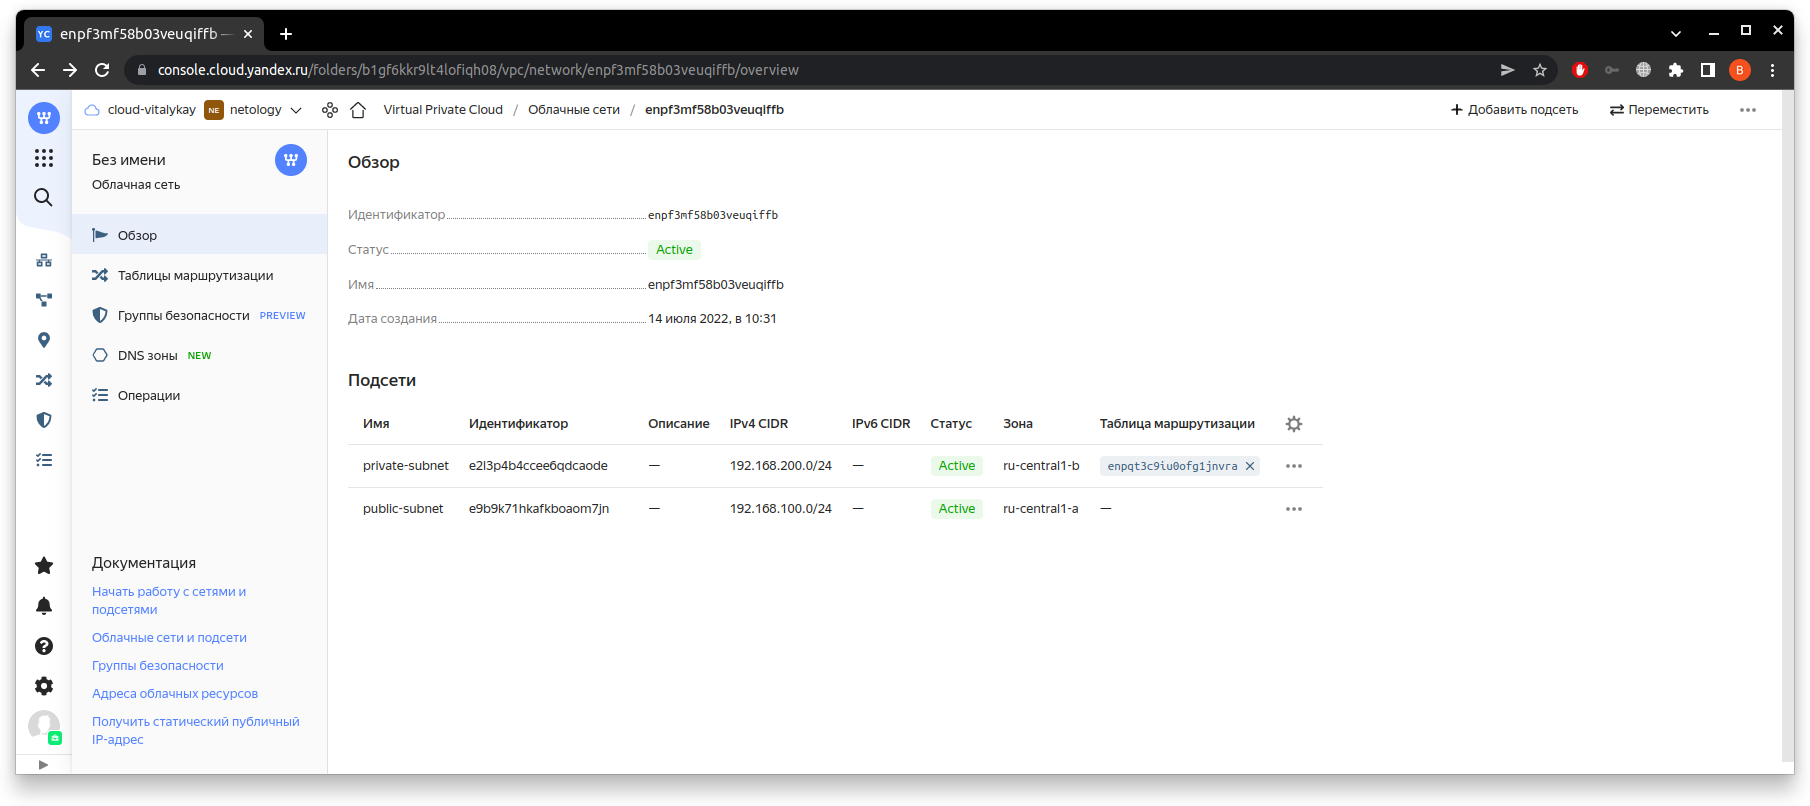 YC enpf3mf58b03veuqiffb —
console.cloud.yandex.ru/folders/b1gf6kkr9lt4lofiqh08/vpc/network/enpf3mf58b03veuqiffb/overview
B
cloud-vitalykay NE netology Virtual Private Cloud / Облачные сети / enpf3mf58b03veuqiffb
Добавить подсеть Переместить
Без имени
Облачная сеть
Обзор
Таблицы маршрутизации
Группы безопасности PREVIEW
DNS зоны NEW
Операции
Документация
Начать работу с сетями и
подсетями
Облачные сети и подсети
Группы безопасности
Адреса облачных ресурсов
Получить статический публичный
IP-адрес
Обзор
Идентификатор enpf3mf58b03veuqiffb
Статус Active
Имя enpf3mf58b03veuqiffb
Дата создания 14 июля 2022, в 10:31
Подсети
Имя Идентификатор Описание IPv4 CIDR IPv6 CIDR Статус Зона Таблица маршрутизации
private-subnet e2l3p4b4ccee6qdcaode — 192.168.200.0/24 — Active ru-central1-b enpqt3c9iu0ofg1jnvra
public-subnet e9b9k71hkafkboaom7jn — 192.168.100.0/24 — Active ru-central1-a —